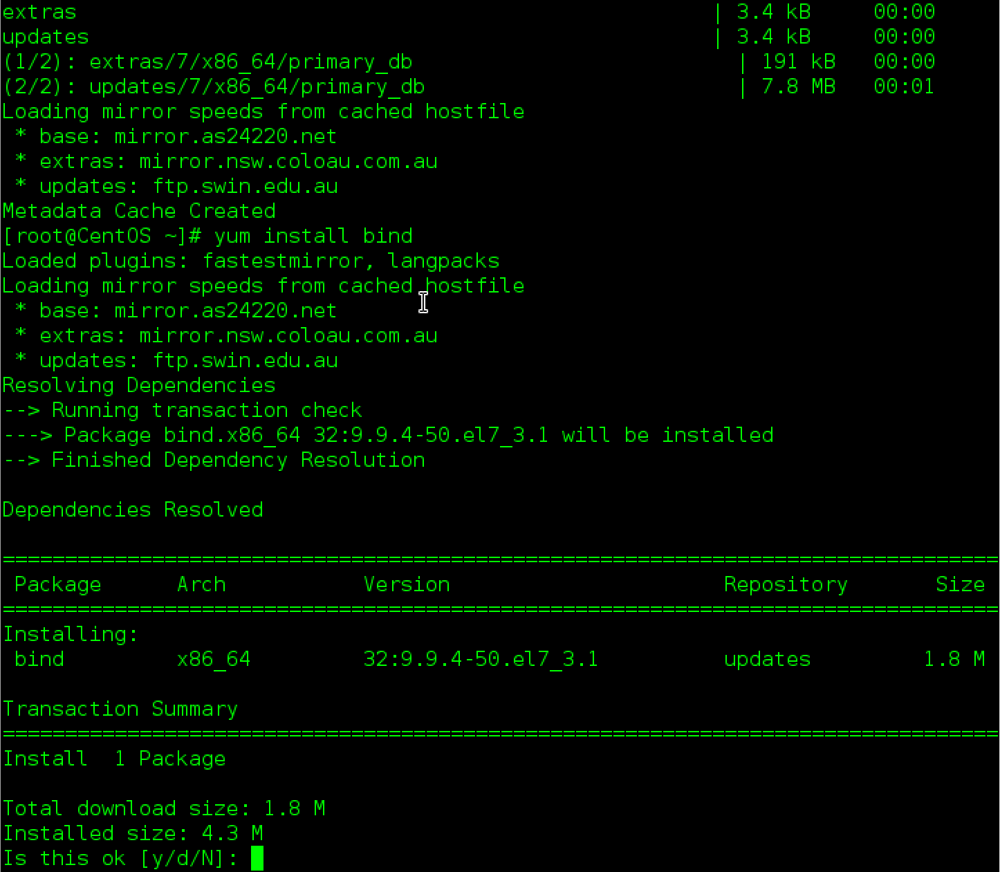 extras | 3.4 kB 00:00
updates | 3.4 kB 00:00
(1/2): extras/7/x86_64/primary_db | 191 kB 00:00
(2/2): updates/7/x86_64/primary_db | 7.8 MB 00:01
Loading mirror speeds from cached hostfile
 * base: mirror.as24220.net
 * extras: mirror.nsw.coloau.com.au
 * updates: ftp.swin.edu.au
Metadata Cache Created
[root@CentOS ~]# yum install bind
Loaded plugins: fastestmirror, langpacks
Loading mirror speeds from cached hostfile
 * base: mirror.as24220.net
 * extras: mirror.nsw.coloau.com.au
 * updates: ftp.swin.edu.au
Resolving Dependencies
--> Running transaction check
---> Package bind.x86_64 32:9.9.4-50.el7_3.1 will be installed
--> Finished Dependency Resolution
Dependencies Resolved
================================================================================
Package Arch Version Repository Size
================================================================================
Installing:
bind x86_64 32:9.9.4-50.el7_3.1 updates 1.8 M
Transaction Summary
================================================================================
Install 1 Package
Total download size: 1.8 M
Installed size: 4.3 M
Is this ok [y/d/N]: